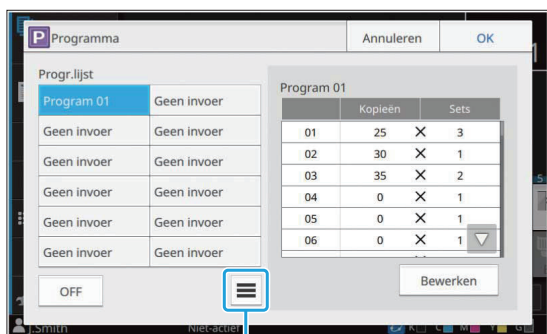 P Programma
Annuleren
OK
Progr.lijst
Program 01 Geen invoer
Geen invoer Geen invoer
Geen invoer Geen invoer
Geen invoer Geen invoer
Geen invoer Geen invoer
Geen invoer Geen invoer
OFF
Program 01
Kopieën Sets
01 25 X 3
02 30 X 1
03 35 X 2
04 0 X 1
05 0 X 1
06 0 X 1
Bewerken
J.Smith Niet-actief K C M Y G
5